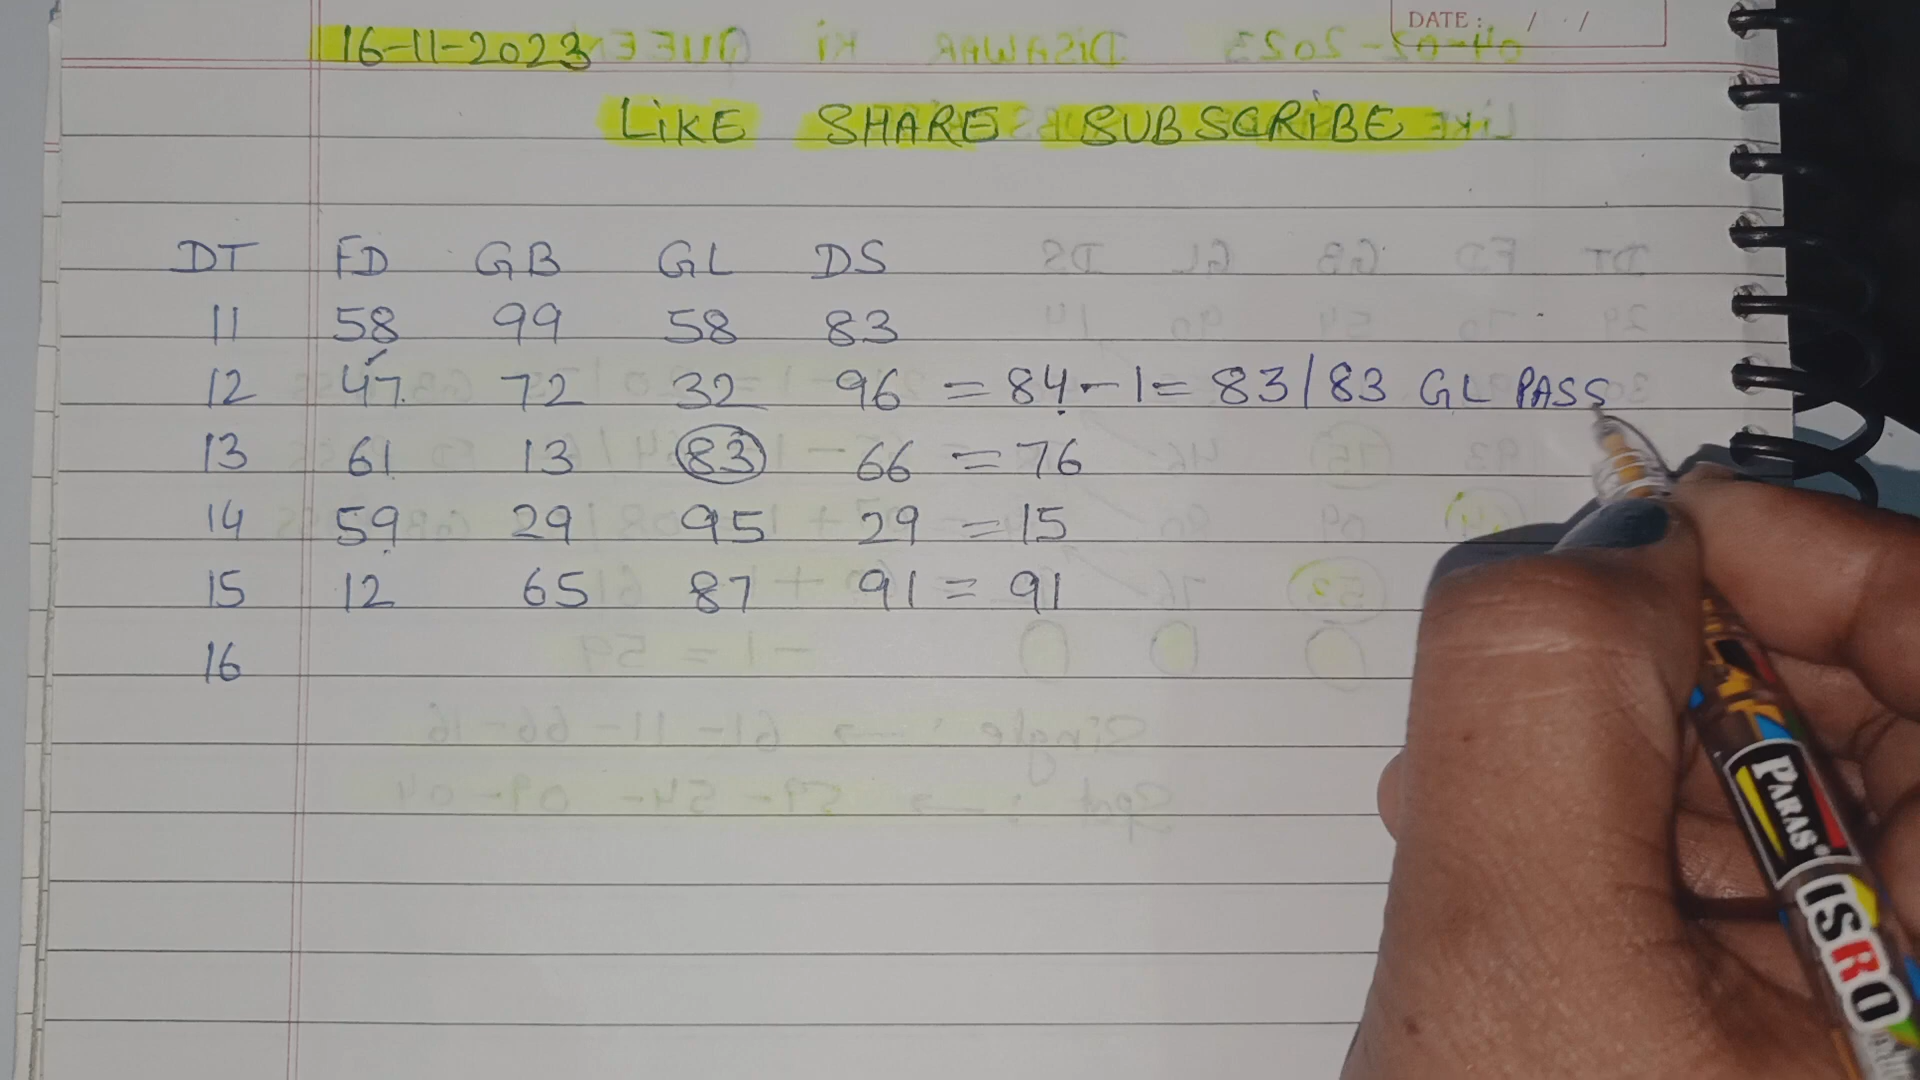 DATE: / /
16-11-2023
LiKE SHARE SUBSCRiBE
DT FD GB GL DS
11 58 99 58 83
12 47 72 32 96 = 84-1= 83/83 GL PASS
13 61 13 83 66 = 76
14 59 29 95 29 = 15
15 12 65 87 91 = 91
16
PARAS
ISRO